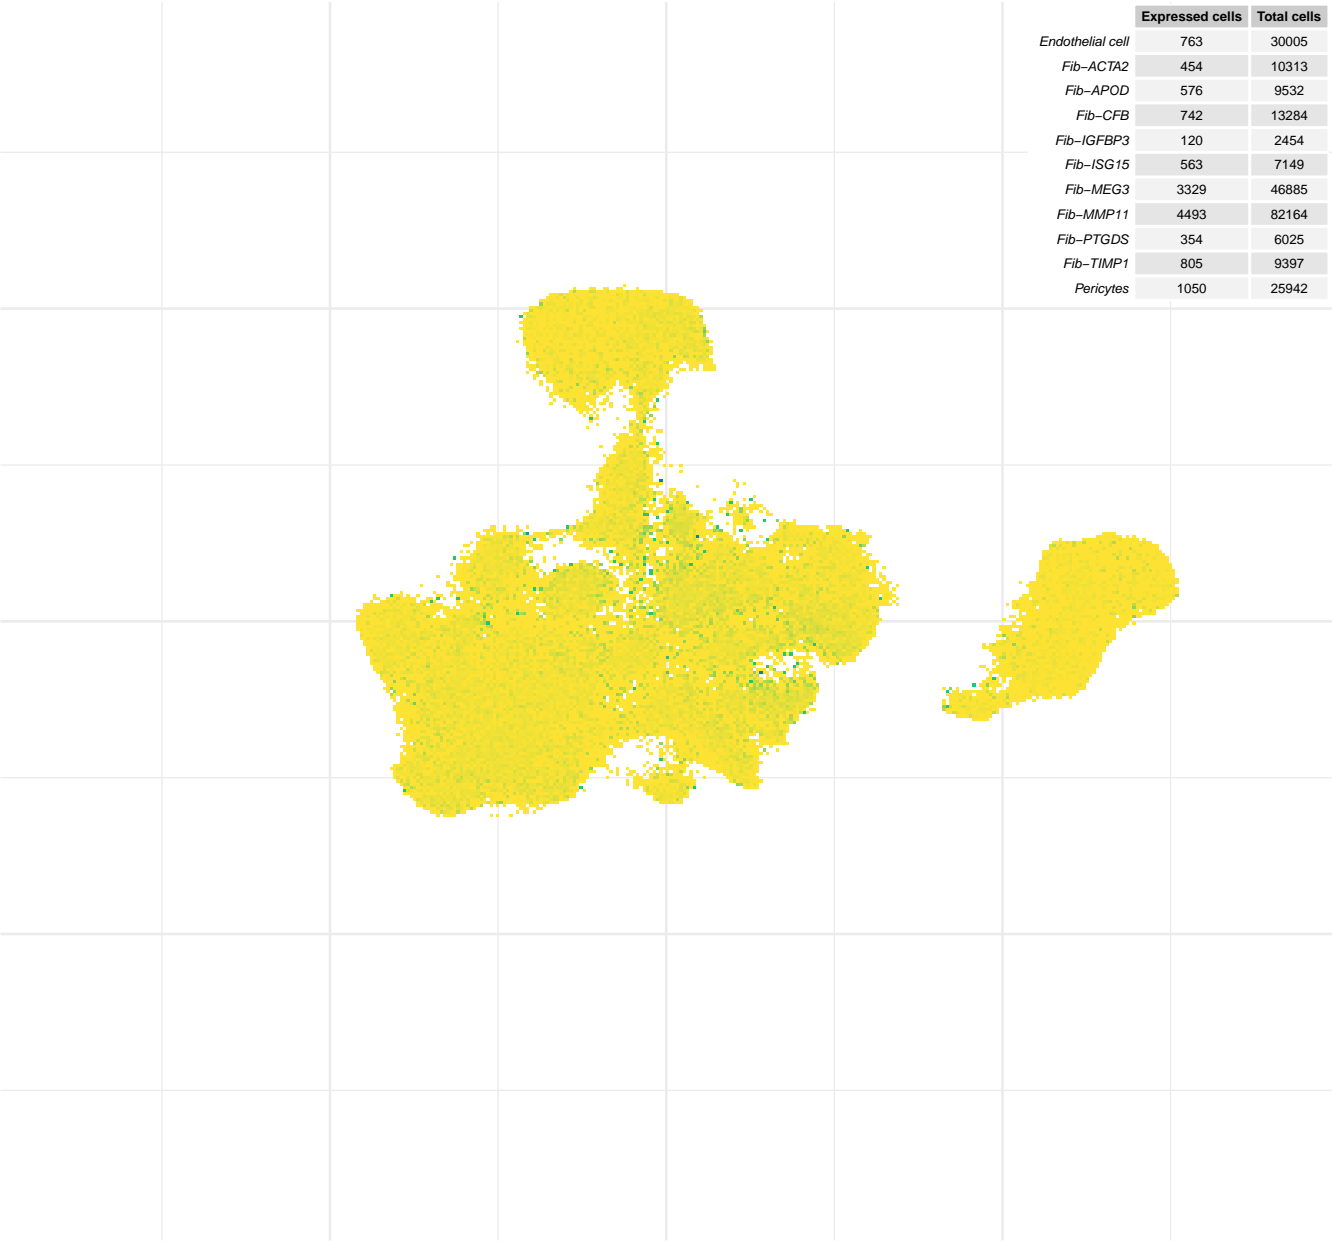 Expressed cells Total cells
Endothelial cell 763 30005
Fib−ACTA2 454 10313
Fib−APOD 576 9532
Fib−CFB 742 13284
Fib−IGFBP3 120 2454
Fib−ISG15 563 7149
Fib−MEG3 3329 46885
Fib−MMP11 4493 82164
Fib−PTGDS 354 6025
Fib−TIMP1 805 9397
Pericytes 1050 25942